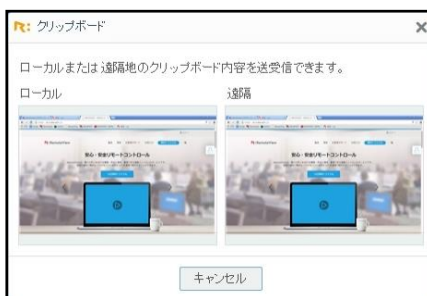 R: クリップボード
ローカルまたは遠隔地のクリップボード内容を送受信できます。
ローカル
遠隔
安心・安全リモートコントロール
安心・安全リモートコントロール
キャンセル